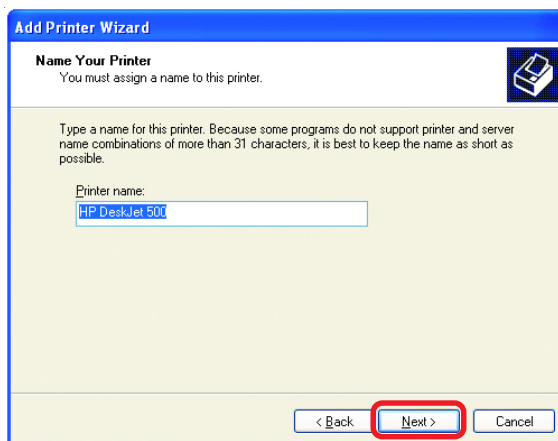 Add Printer Wizard
Name Your Printer
You must assign a name to this printer.
Type a name for this printer. Because some programs do not support printer and server
name combinations of more than 31 characters, it is best to keep the name as short as
possible.
Printer name:
HP DeskJet 500
< Back
Next >
Cancel